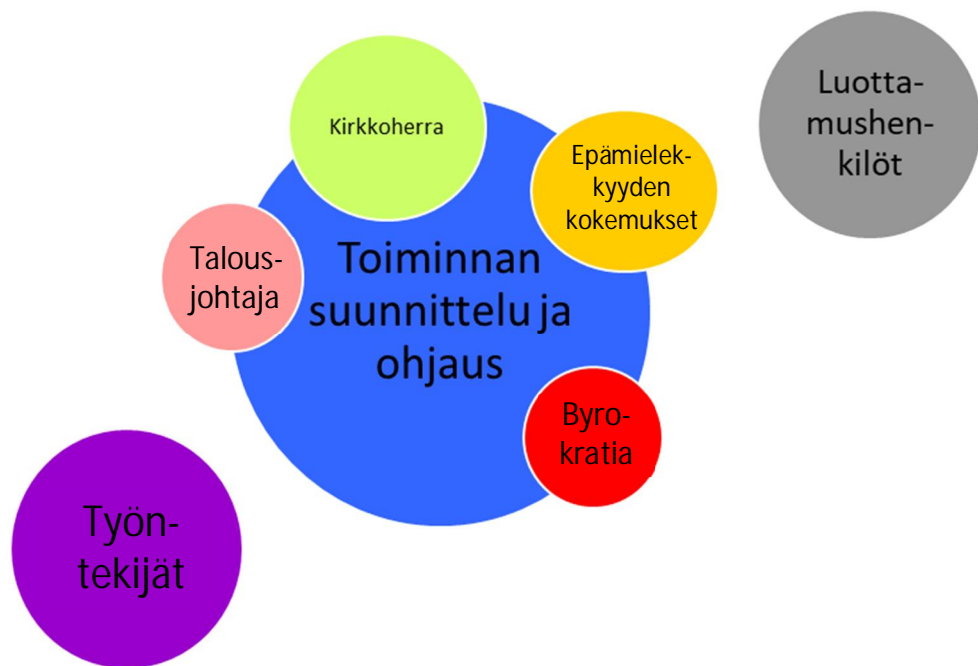 Kirkkoherra
Luotta-
mushen-
kilöt
Epämielek-
kyyden
kokemukset
Talous-
johtaja
Toiminnan
suunnittelu ja
ohjaus
Byro-
kratia
Työn-
tekijät